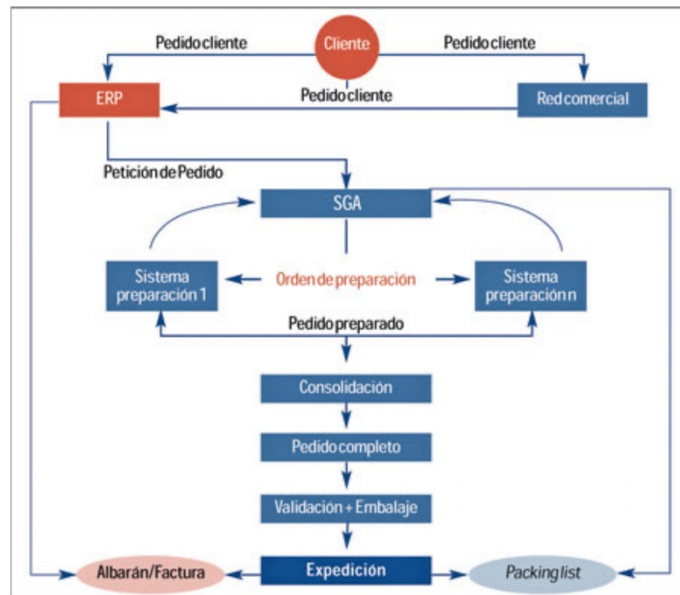 Cliente
Pedido cliente
Pedido cliente
ERP
Pedido cliente
Red comercial
Petición de Pedido
SGA
Sistema
preparación 1
Orden de preparación
Sistema
preparación n
Pedido preparado
Consolidación
Pedido completo
Validación + Embalaje
Albarán/Factura
Expedición
Packing list